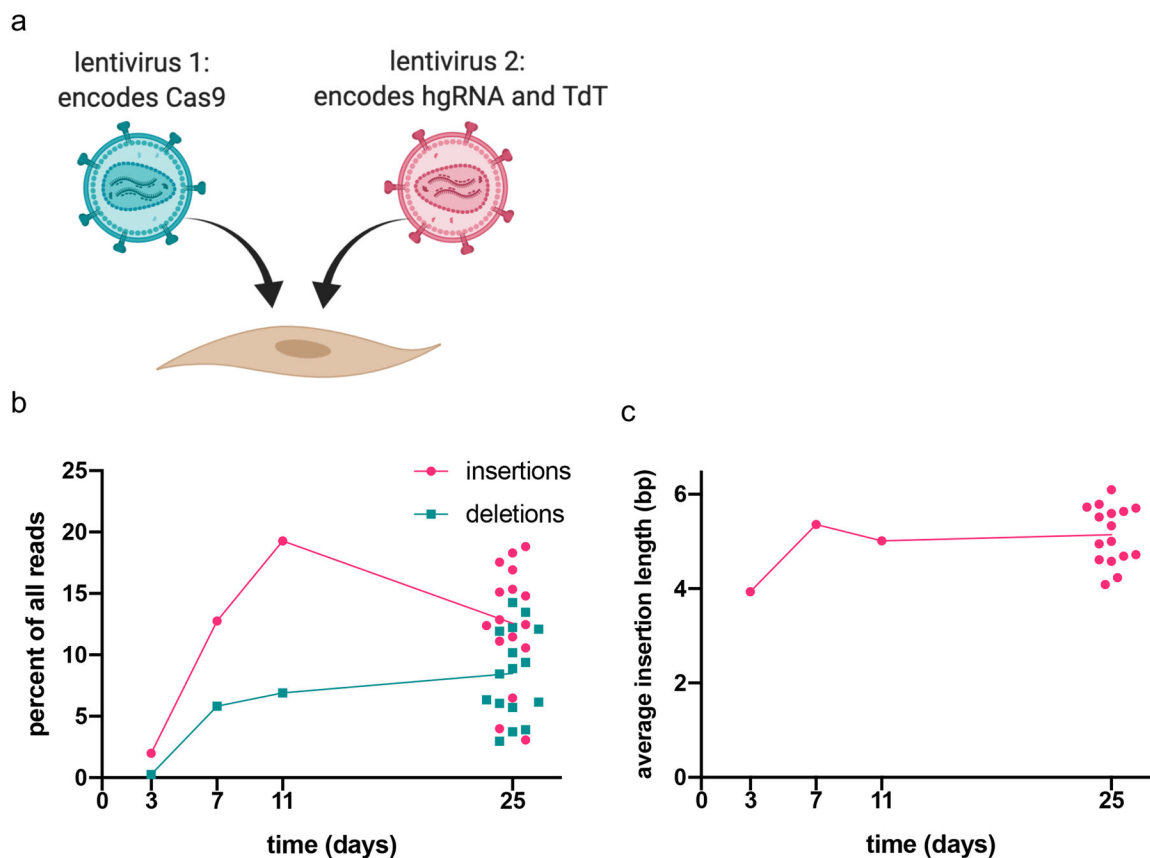 a
lentivirus 1:
encodes Cas9
lentivirus 2:
encodes hgRNA and TdT
b
25
20
15
10
5
0
percent of all reads
insertions
deletions
0 3 7 11 25
time (days)
c
6
4
2
0
average insertion length (bp)
0 3 7 11 25
time (days)